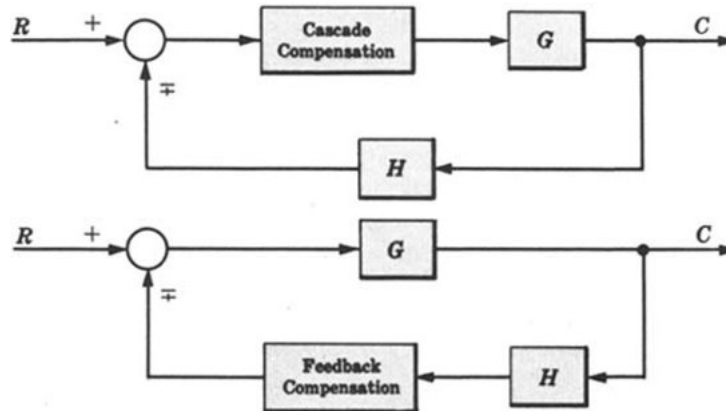 R + Cascade Compensation G C
∓
H
R + G C
∓
Feedback Compensation H